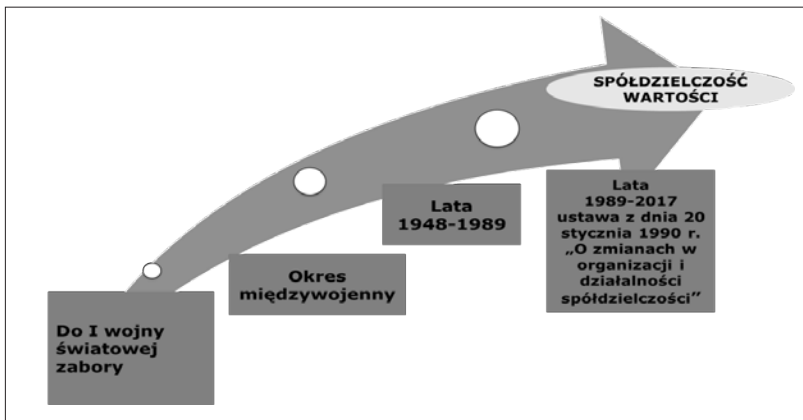 SPÓŁDZIELCZOŚĆ
WARTOŚCI
Lata
1989-2017
ustawa z dnia 20
stycznia 1990 r.
„O zmianach w
organizacji i
działalności
spółdzielczości”
Lata
1948-1989
Okres
międzywojenny
Do I wojny
światowej
zabory